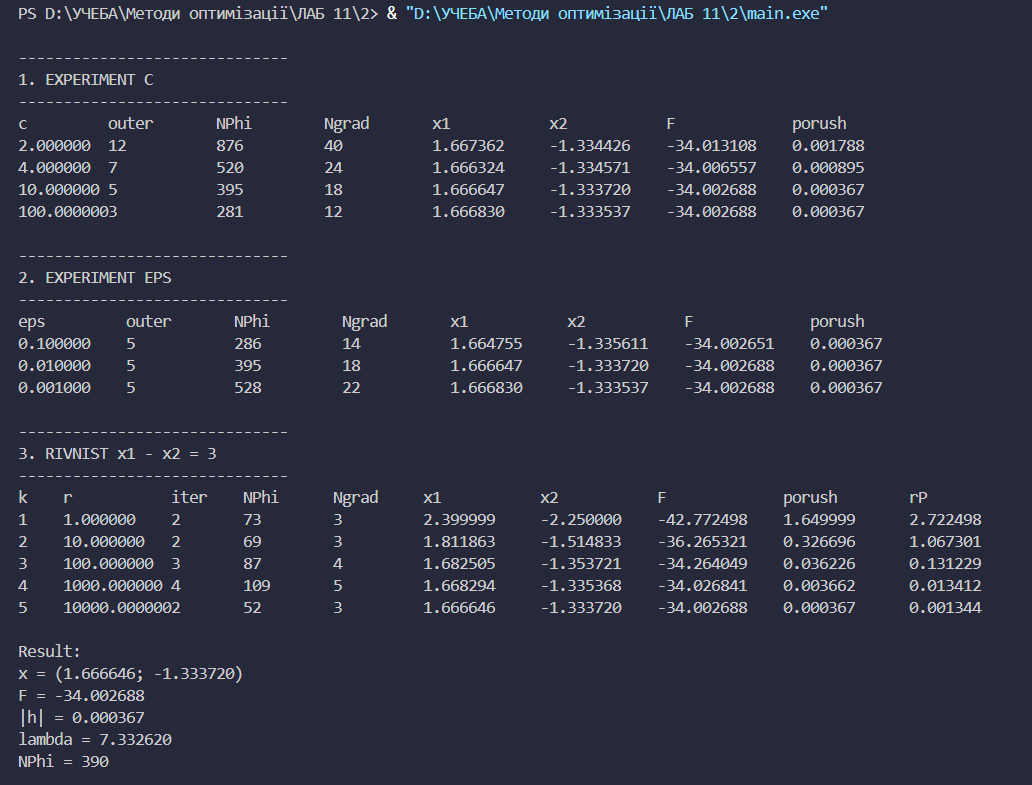 PS D:\УЧЕБА\Методи оптимізації\ЛАБ 11\2> & "D:\УЧЕБА\Методи оптимізації\ЛАБ 11\2\main.exe"
------------------------------
1. EXPERIMENT C
------------------------------
c outer NPhi Ngrad x1 x2 F porush
2.000000 12 876 40 1.667362 -1.334426 -34.013108 0.001788
4.000000 7 520 24 1.666324 -1.334571 -34.006557 0.000895
10.000000 5 395 18 1.666647 -1.333720 -34.002688 0.000367
100.0000003 281 12 1.666830 -1.333537 -34.002688 0.000367
------------------------------
2. EXPERIMENT EPS
------------------------------
eps outer NPhi Ngrad x1 x2 F porush
0.100000 5 286 14 1.664755 -1.335611 -34.002651 0.000367
0.010000 5 395 18 1.666647 -1.333720 -34.002688 0.000367
0.001000 5 528 22 1.666830 -1.333537 -34.002688 0.000367
------------------------------
3. RIVNIST x1 - x2 = 3
------------------------------
k r iter NPhi Ngrad x1 x2 F porush rP
1 1.000000 2 73 3 2.399999 -2.250000 -42.772498 1.649999 2.722498
2 10.000000 2 69 3 1.811863 -1.514833 -36.265321 0.326696 1.067301
3 100.000000 3 87 4 1.682505 -1.353721 -34.264049 0.036226 0.131229
4 1000.000000 4 109 5 1.668294 -1.335368 -34.026841 0.003662 0.013412
5 10000.0000002 52 3 1.666646 -1.333720 -34.002688 0.000367 0.001344
Result:
x = (1.666646; -1.333720)
F = -34.002688
|h| = 0.000367
lambda = 7.332620
NPhi = 390